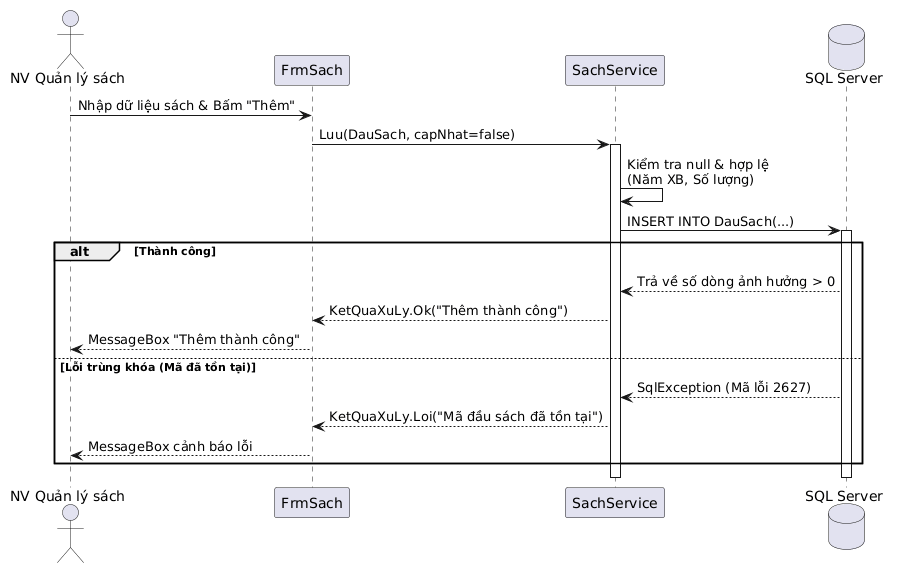 NV Quản lý sách
FrmSach
SachService
SQL Server
Nhập dữ liệu sách & Bấm "Thêm"
Luu(DauSach, capNhat=false)
Kiểm tra null & hợp lệ
(Năm XB, Số lượng)
INSERT INTO DauSach(...)
alt
[Thành công]
Trả về số dòng ảnh hưởng > 0
KetQuaXuLy.Ok("Thêm thành công")
MessageBox "Thêm thành công"
[Lỗi trùng khóa (Mã đã tồn tại)]
SqlException (Mã lỗi 2627)
KetQuaXuLy.Loi("Mã đầu sách đã tồn tại")
MessageBox cảnh báo lỗi
NV Quản lý sách
FrmSach
SachService
SQL Server